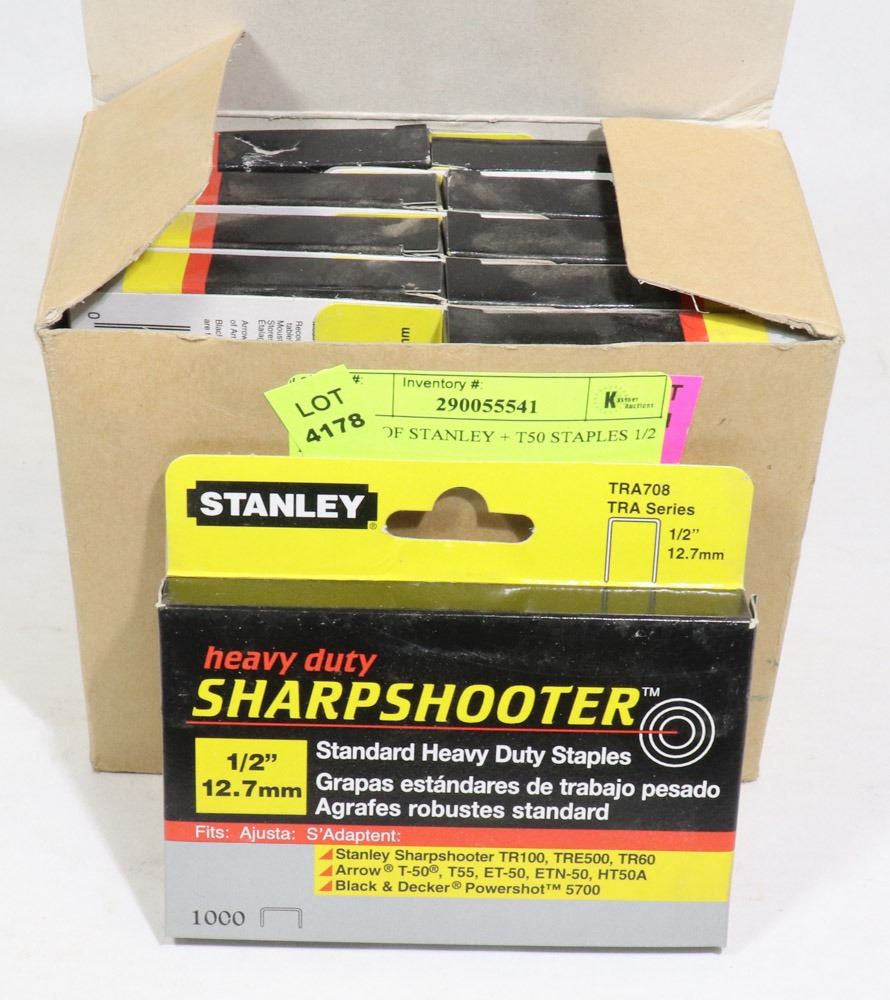 LOT
4178
#:
Inventory #:
290055541
Kastner
auctions
OF STANLEY + T50 STAPLES 1/2
T
STANLEY®
TRA708
TRA Series
1/2”
12.7mm
heavy duty
SHARPSHOOTER™
1/2”
12.7mm
Standard Heavy Duty Staples
Grapas estándares de trabajo pesado
Agrafes robustes standard
Fits: Ajusta: S'Adaptent:
Stanley Sharpshooter TR100, TRE500, TR60
Arrow® T-50®, T55, ET-50, ETN-50, HT50A
Black & Decker® Powershot™ 5700
1000